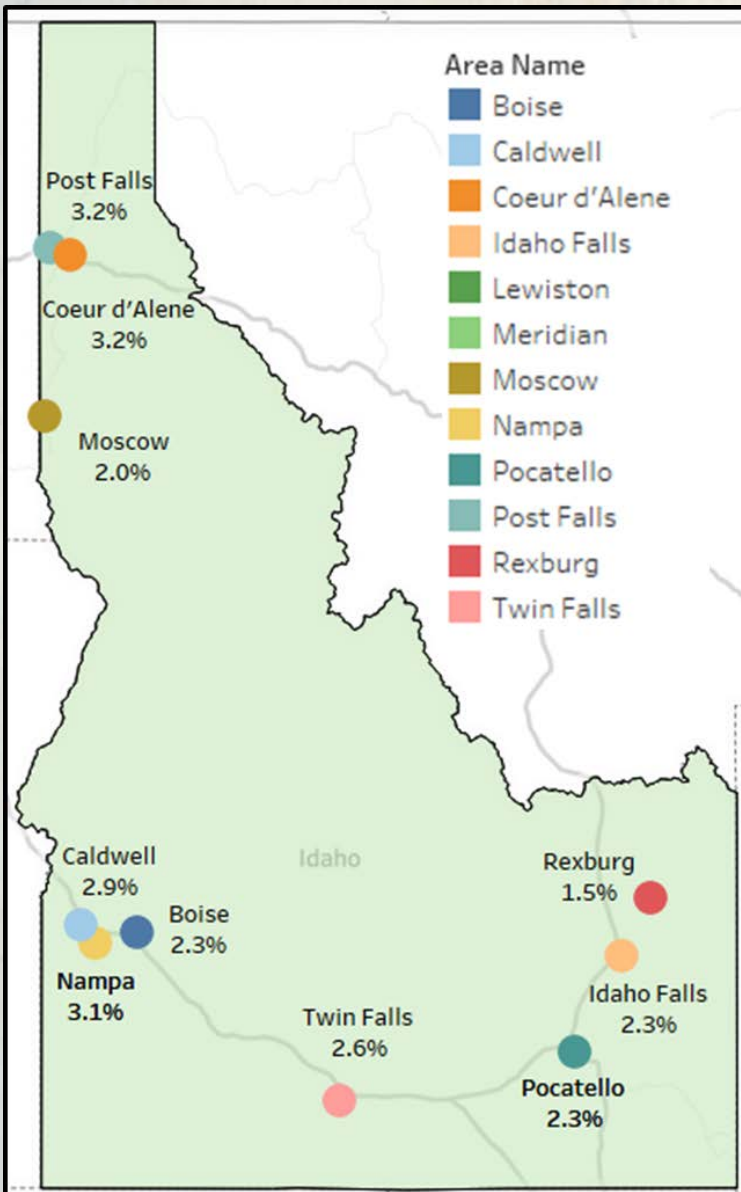 Area Name
Boise
Caldwell
Coeur d’Alene
Idaho Falls
Lewiston
Meridian
Moscow
Nampa
Pocatello
Post Falls
Rexburg
Twin Falls
Post Falls
3.2%
Coeur d’Alene
3.2%
Moscow
2.0%
Idaho
Caldwell
2.9%
Boise
2.3%
Nampa
3.1%
Rexburg
1.5%
Idaho Falls
2.3%
Twin Falls
2.6%
Pocatello
2.3%